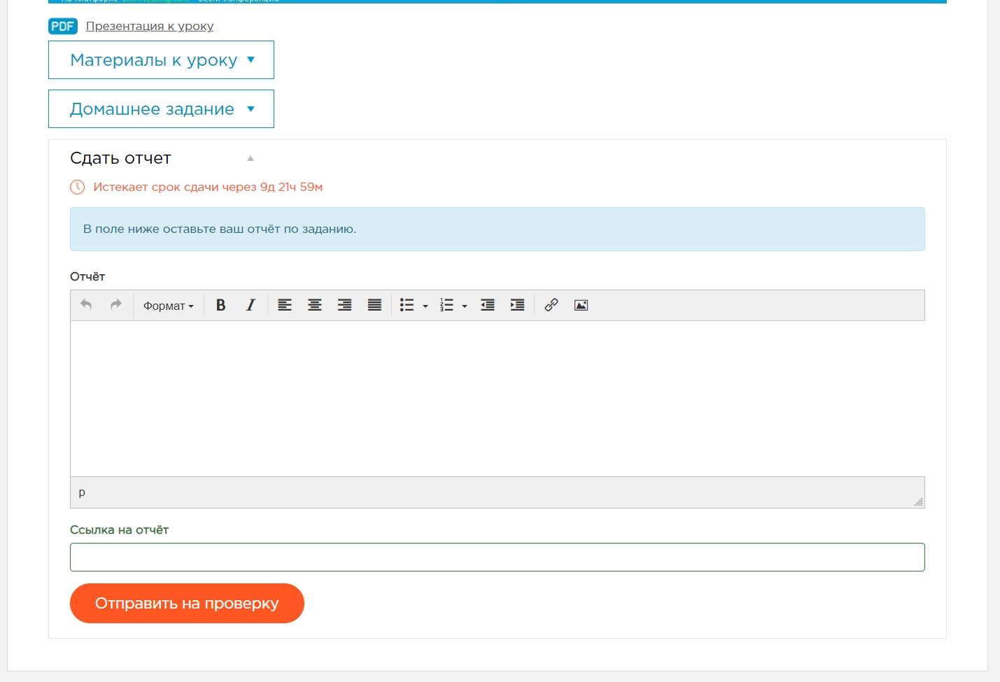 PDF Презентация к уроку
Материалы к уроку
Домашнее задание
Сдать отчет
Истекает срок сдачи через 9д 21ч 59м
В поле ниже оставьте ваш отчёт по заданию.
Отчёт
Формат B I
p
Ссылка на отчёт
Отправить на проверку